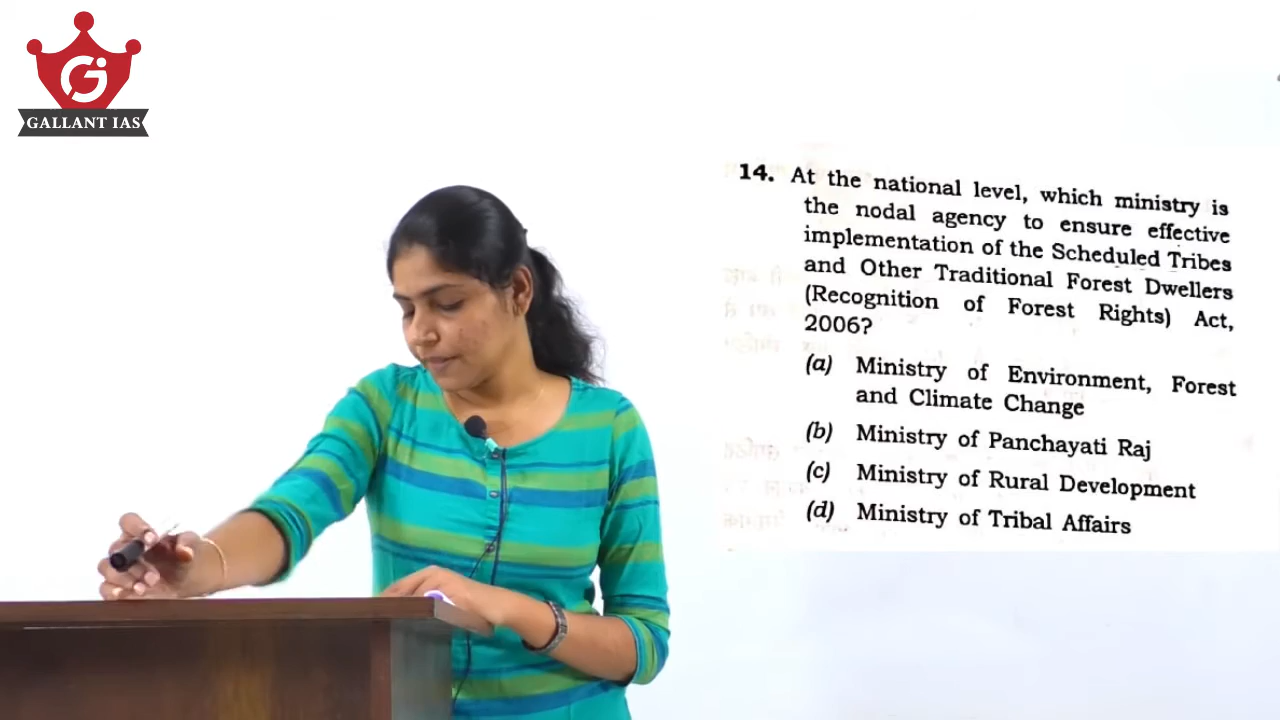 GALLANT IAS
14. At the national level, which ministry is
the nodal agency to ensure effective
implementation of the Scheduled Tribes
and Other Traditional Forest Dwellers
(Recognition of Forest Rights) Act,
2006?
(a) Ministry of Environment, Forest
and Climate Change
(b) Ministry of Panchayati Raj
(c) Ministry of Rural Development
(d) Ministry of Tribal Affairs